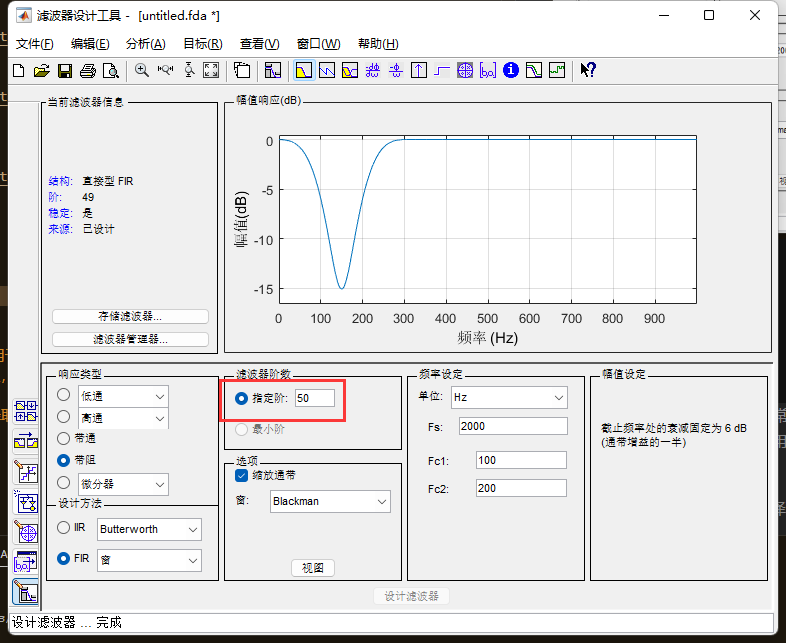 滤波器设计工具 - [untitled.fda *]
文件(F) 编辑(E) 分析(A) 目标(R) 查看(V) 窗口(W) 帮助(H)
当前滤波器信息
结构: 直接型 FIR
阶: 49
稳定: 是
来源: 已设计
存储滤波器...
滤波器管理器...
幅值响应(dB)
幅值(dB)
0
-5
-10
-15
0 100 200 300 400 500 600 700 800 900
频率 (Hz)
响应类型
低通
高通
带通
带阻
微分器
设计方法
IIR Butterworth
FIR 窗
滤波器阶数
指定阶: 50
最小阶
选项
缩放通带
窗: Blackman
视图
频率设定
单位: Hz
Fs: 2000
Fc1: 100
Fc2: 200
幅值设定
截止频率处的衰减固定为 6 dB
(通带增益的一半)
设计滤波器
设计滤波器 ... 完成